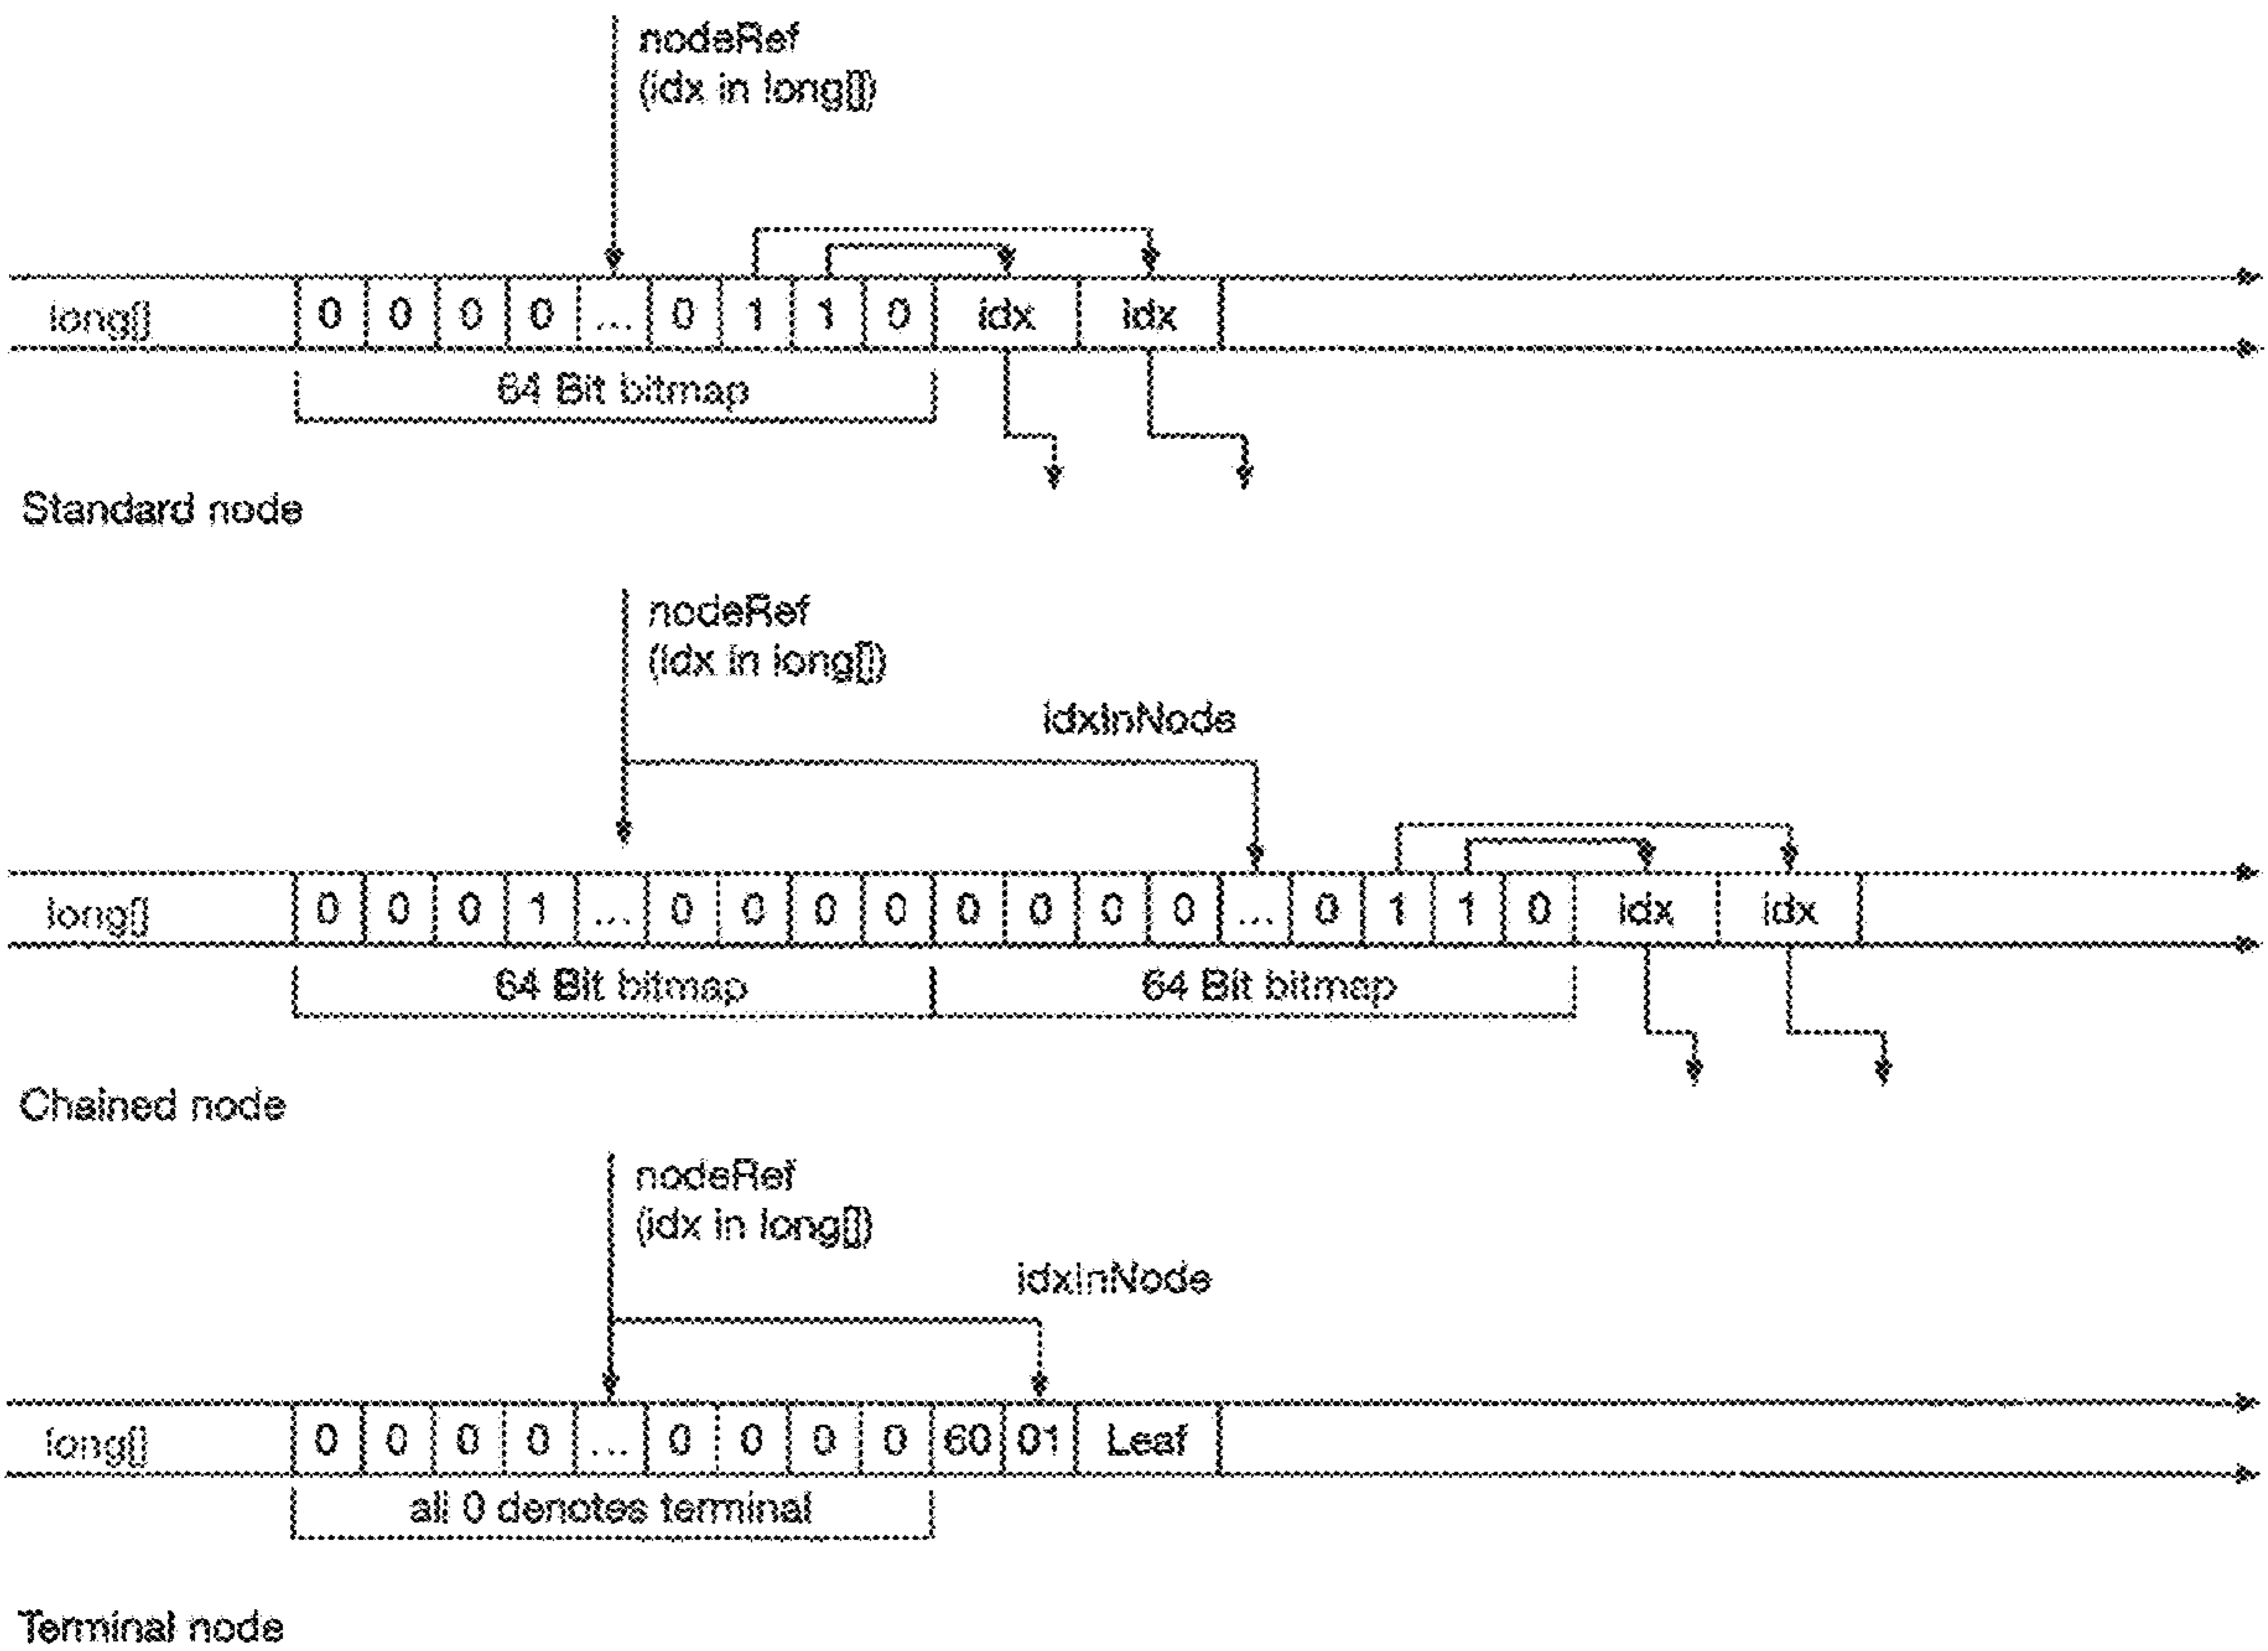 nodeRef
(idx in long[])
long[] 0 0 0 0 ... 0 1 1 0 idx idx
64 Bit bitmap
Standard node
nodeRef
(idx in long[])
idxInNode
long[] 0 0 0 1 ... 0 0 0 0 0 0 0 0 ... 0 1 1 0 idx idx
64 Bit bitmap 64 Bit bitmap
Chained node
nodeRef
(idx in long[])
idxInNode
long[] 0 0 0 0 ... 0 0 0 0 60 01 Leaf
all 0 denotes terminal
Terminal node